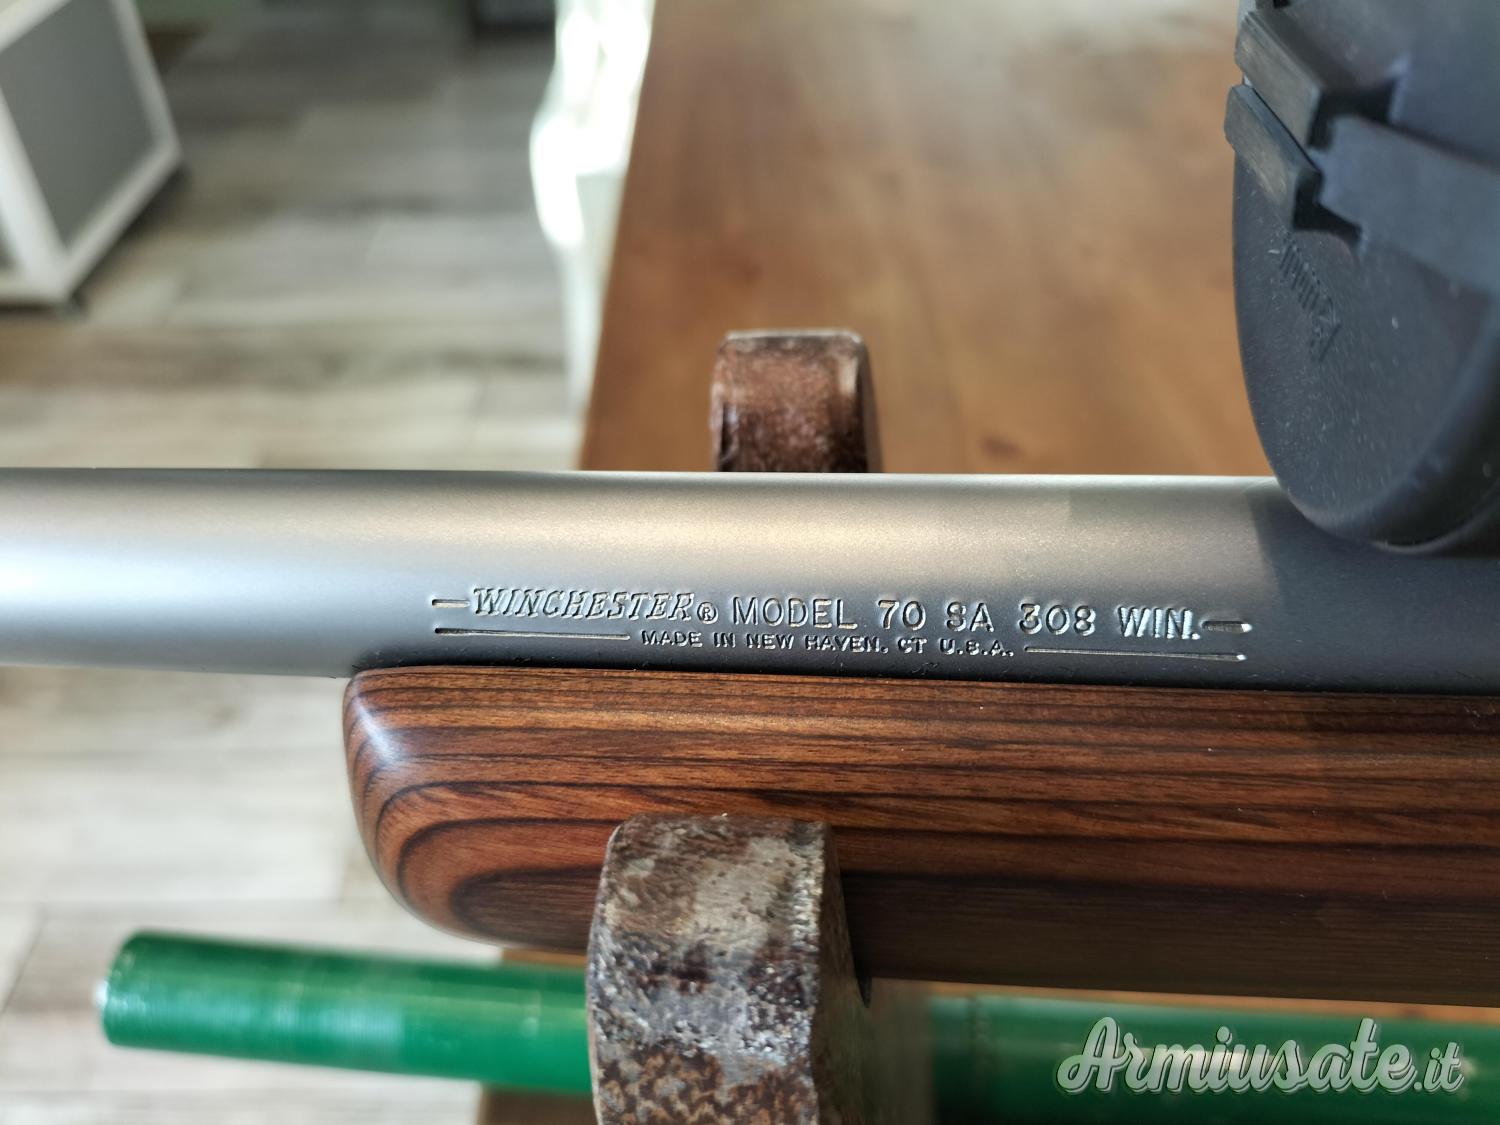 WINCHESTER® MODEL 70 SA 308 WIN.
MADE IN NEW HAVEN, CT U.S.A.
Armiusate.it